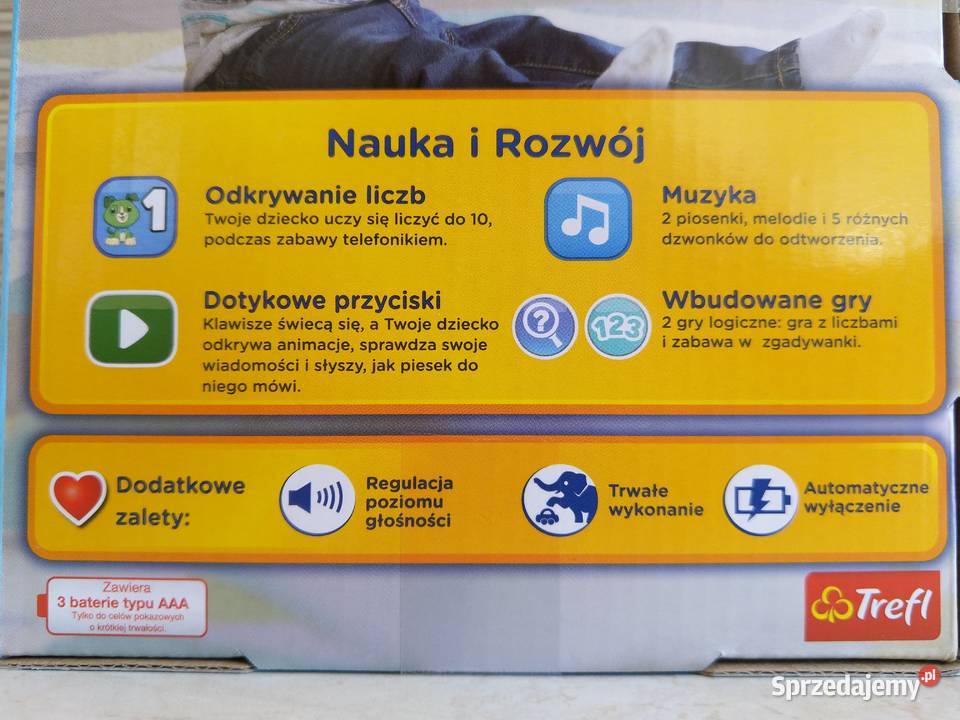 Nauka i Rozwój
1
Odkrywanie liczb
Twoje dziecko uczy się liczyć do 10,
podczas zabawy telefonikiem.
Muzyka
2 piosenki, melodie i 5 różnych
dzwonków do odtworzenia.
Dotykowe przyciski
Klawisze świecą się, a Twoje dziecko
odkrywa animacje, sprawdza swoje
wiadomości i słyszy, jak piesek do
niego mówi.
?
123
Wbudowane gry
2 gry logiczne: gra z liczbami
i zabawa w zgadywanki.
Dodatkowe
zalety:
Regulacja
poziomu
głośności
Trwałe
wykonanie
Automatyczne
wyłączenie
Zawiera
3 baterie typu AAA
Tylko do celów pokazowych
o krótkiej trwałości.
Trefl
Sprzedajemy.pl